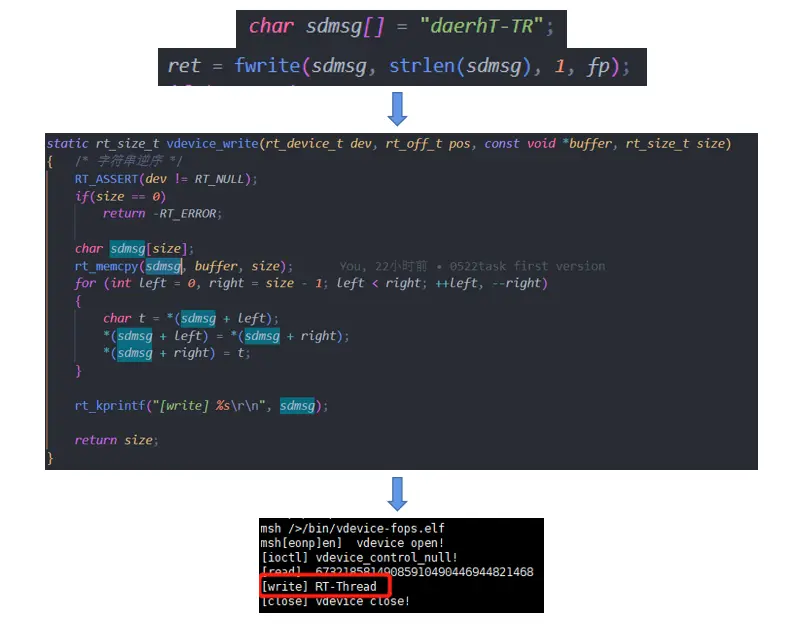 char sdmsg[] = "daerhT-TR";
ret = fwrite(sdmsg, strlen(sdmsg), 1, fp);
static rt_size_t vdevice_write(rt_device_t dev, rt_off_t pos, const void *buffer, rt_size_t size)
{ /* 字符串逆序 */
RT_ASSERT(dev != RT_NULL);
if(size == 0)
return -RT_ERROR;
char sdmsg[size];
rt_memcpy(sdmsg, buffer, size); You, 22小时前 • 0522task first version
for (int left = 0, right = size - 1; left < right; ++left, --right)
{
char t = *(sdmsg + left);
*(sdmsg + left) = *(sdmsg + right);
*(sdmsg + right) = t;
}
rt_kprintf("[write] %s\r\n", sdmsg);
return size;
}
msh />/bin/vdevice-fops.elf
msh[eonp]en] vdevice open!
[ioctl] vdevice_control_null!
[read]
[write] RT-Thread
[close] vdevice close!